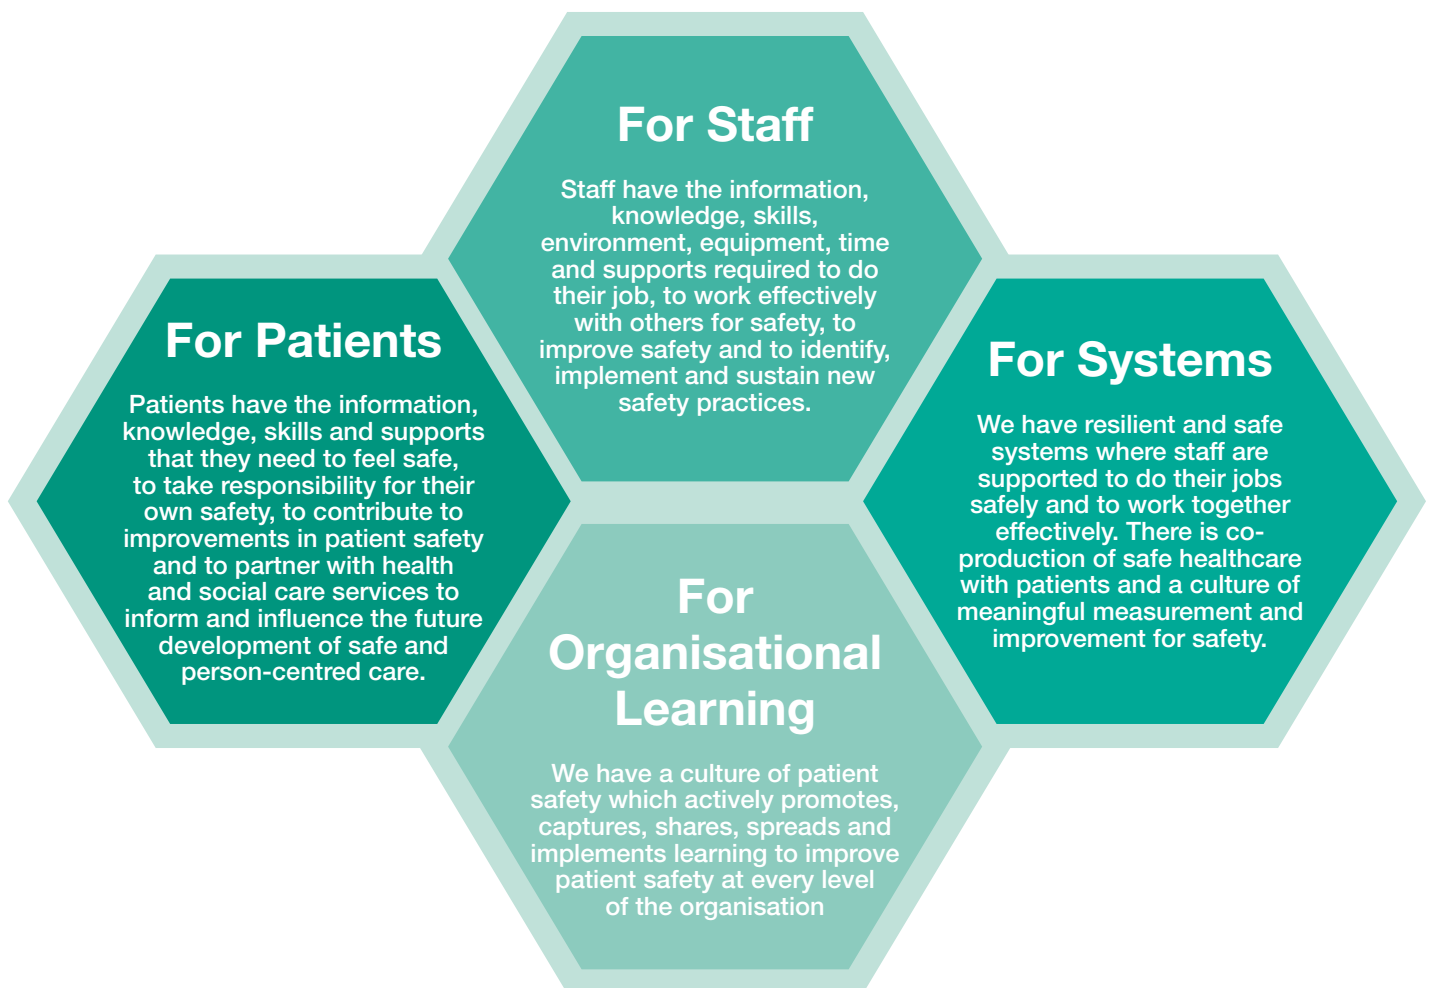 For Staff
Staff have the information,
knowledge, skills,
environment, equipment, time
and supports required to do
their job, to work effectively
with others for safety, to
improve safety and to identify,
implement and sustain new
safety practices.
For Patients
Patients have the information,
knowledge, skills and supports
that they need to feel safe,
to take responsibility for their
own safety, to contribute to
improvements in patient safety
and to partner with health
and social care services to
inform and influence the future
development of safe and
person-centred care.
For Systems
We have resilient and safe
systems where staff are
supported to do their jobs
safely and to work together
effectively. There is co-
production of safe healthcare
with patients and a culture of
meaningful measurement and
improvement for safety.
For
Organisational
Learning
We have a culture of patient
safety which actively promotes,
captures, shares, spreads and
implements learning to improve
patient safety at every level
of the organisation